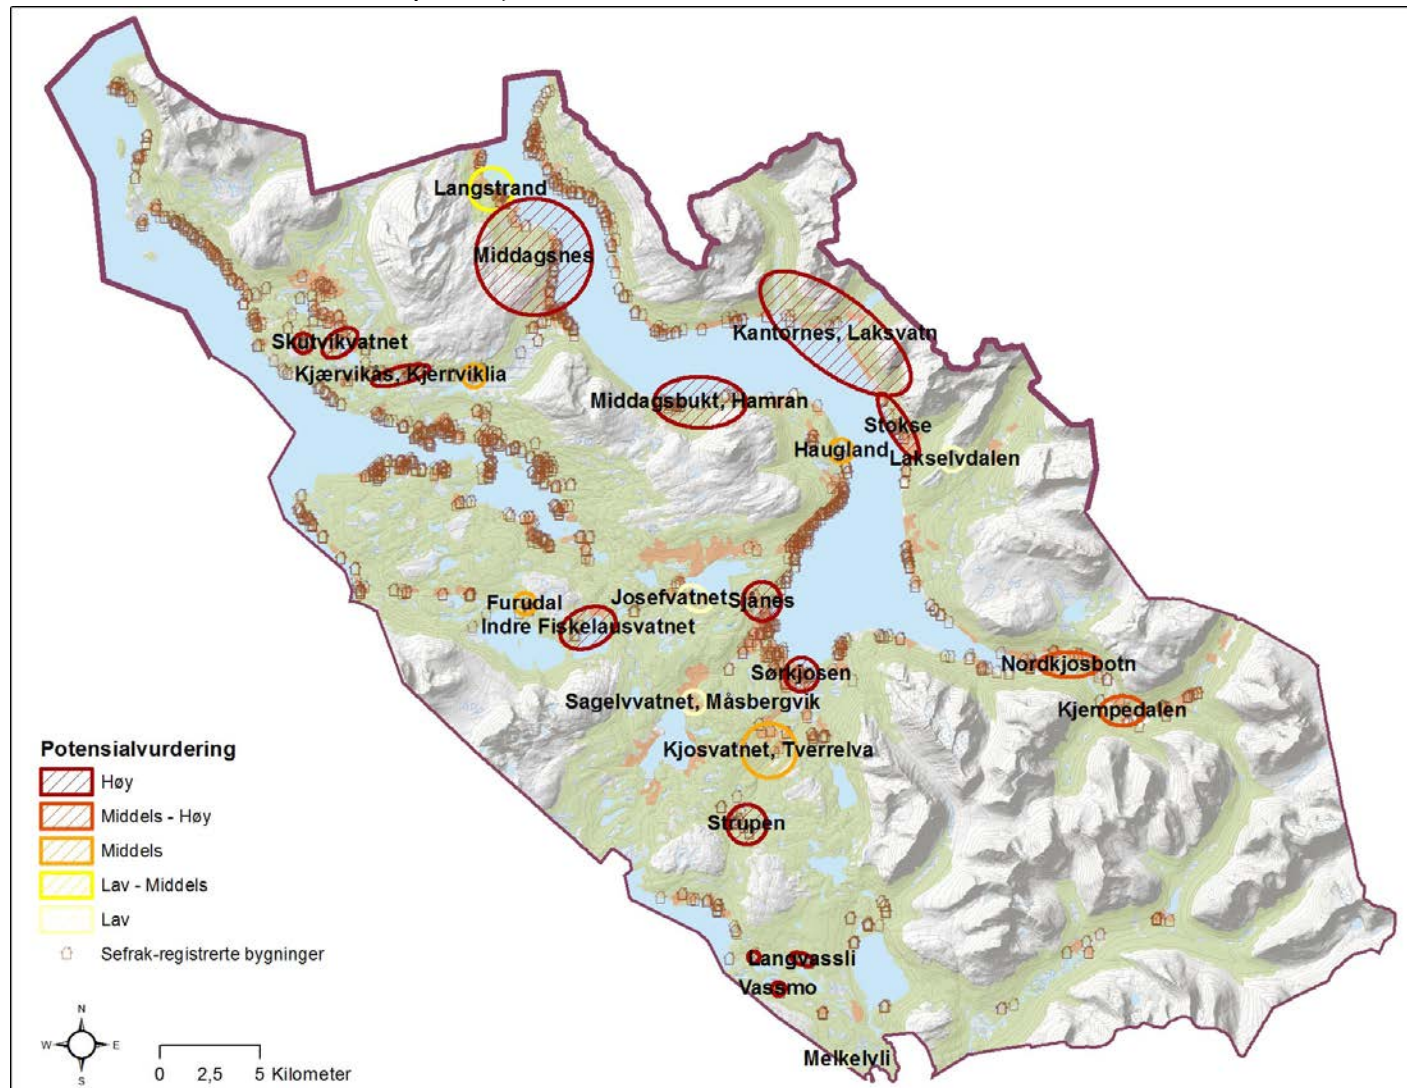 Langstrand
Middagsnes
Kantornes, Laksvatn
Skutvikvatnet
Kjærvikås, Kjerrviklia
Middagsbukt, Hamran
Stokse
Haugland
Lakselvdalen
Josefvatnet
Sjånes
Furudal
Indre Fiskelausvatnet
Nordkjosbotn
Sørkjosen
Sagelvvatnet, Måsbergvik
Kjempedalen
Kjosvatnet, Tverrelva
Strupen
Langvassli
Vassmo
Melkelvli
Potensialvurdering
Høy
Middels - Høy
Middels
Lav - Middels
Lav
Sefrak-registrerte bygninger
N
W E
S
0 2,5 5 Kilometer